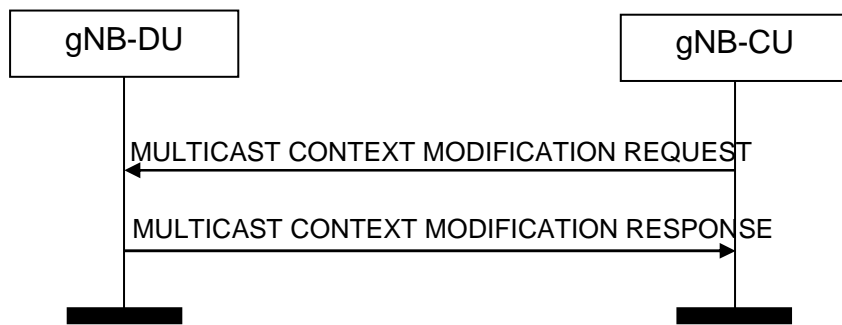 gNB-DU
gNB-CU
MULTICAST CONTEXT MODIFICATION REQUEST
MULTICAST CONTEXT MODIFICATION RESPONSE